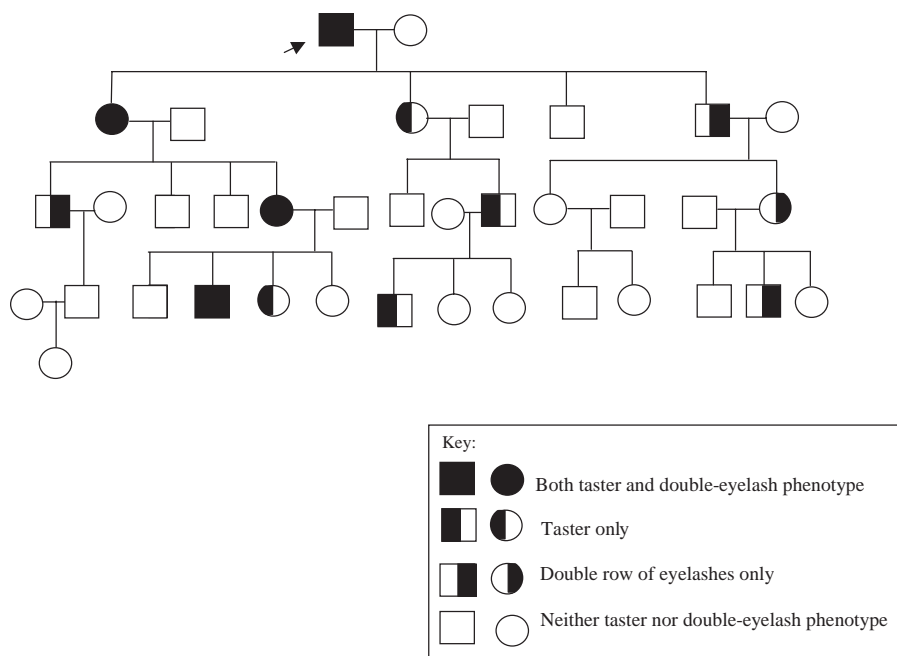 Key:
Both taster and double-eyelash phenotype
Taster only
Double row of eyelashes only
Neither taster nor double-eyelash phenotype